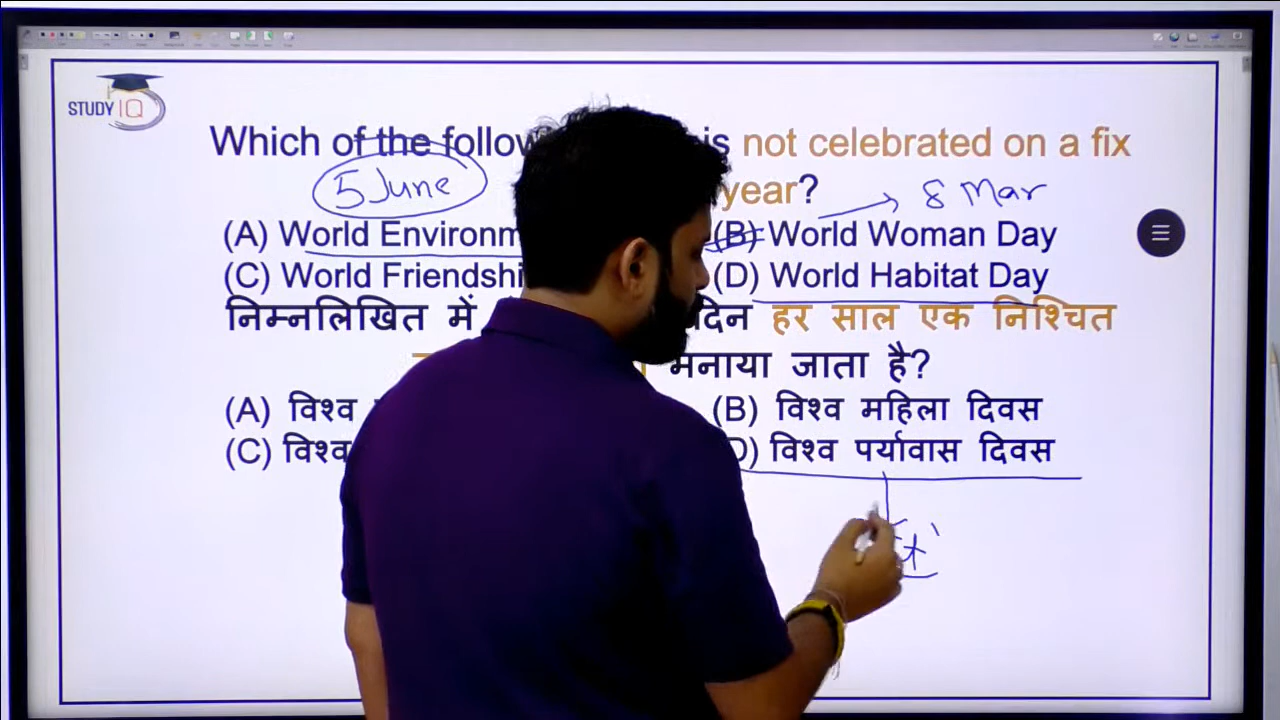 STUDY IQ
Which of the follow is not celebrated on a fix
5 June year? 8 Mar
(A) World Environm (B) World Woman Day
(C) World Friendshi (D) World Habitat Day
निम्नलिखित में दिन हर साल एक निश्चित
मनाया जाता है?
(A) विश्व (B) विश्व महिला दिवस
(C) विश्व D) विश्व पर्यावास दिवस